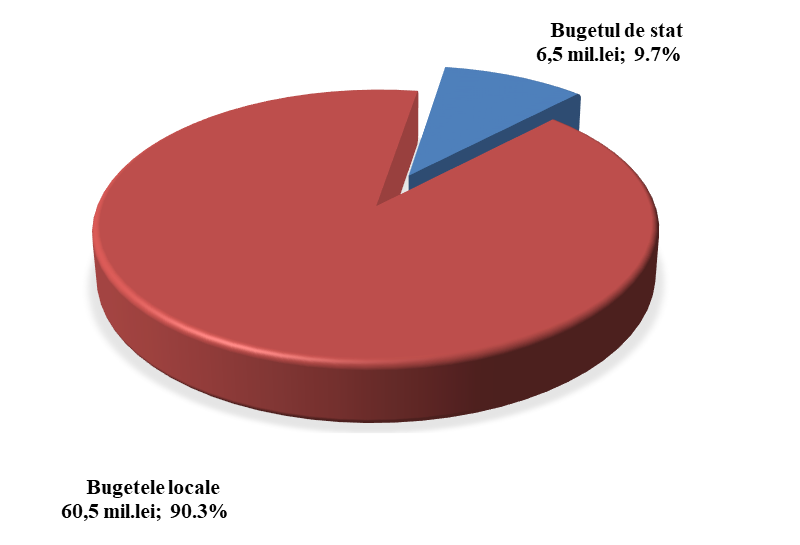 Bugetul de stat
6,5 mil.lei;  9.7%
Bugetele locale
60,5 mil.lei;  90.3%